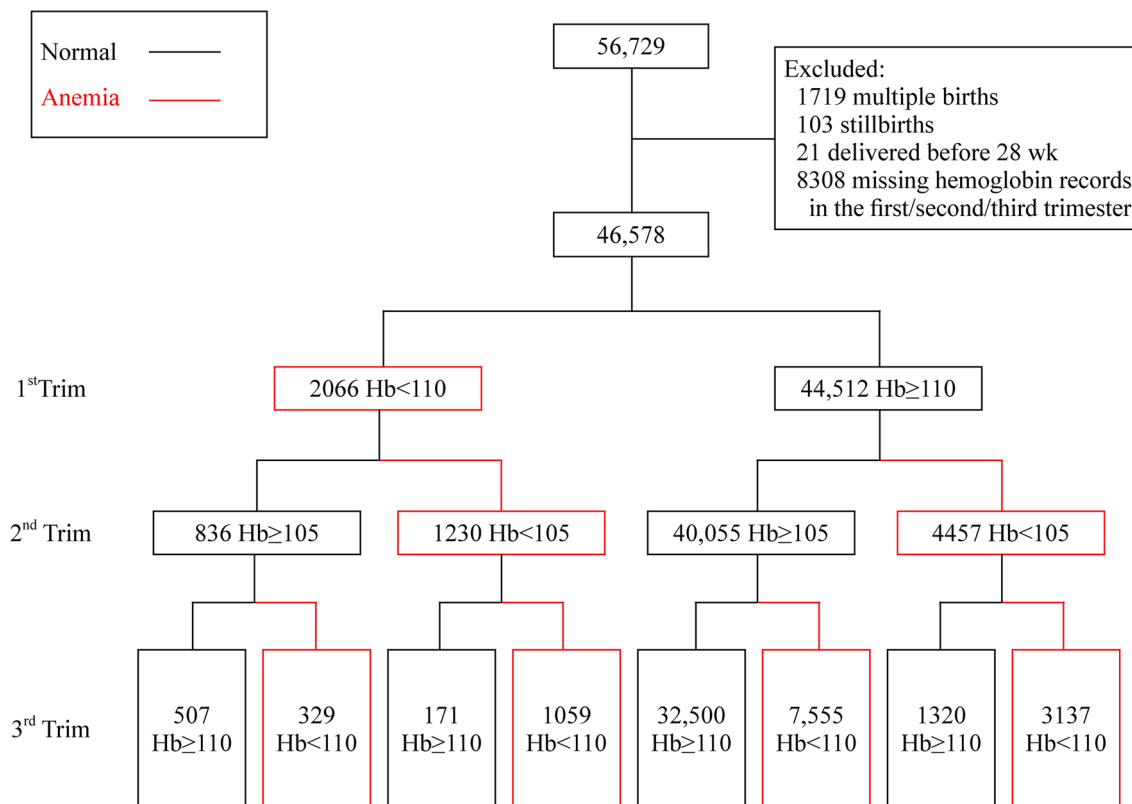 Normal
Anemia
56,729
Excluded:
1719 multiple births
103 stillbirths
21 delivered before 28 wk
8308 missing hemoglobin records
in the first/second/third trimester
46,578
1st Trim
2066 Hb<110
44,512 Hb≥110
2nd Trim
836 Hb≥105
1230 Hb<105
40,055 Hb≥105
4457 Hb<105
3rd Trim
507
Hb≥110
329
Hb<110
171
Hb≥110
1059
Hb<110
32,500
Hb≥110
7,555
Hb<110
1320
Hb≥110
3137
Hb<110